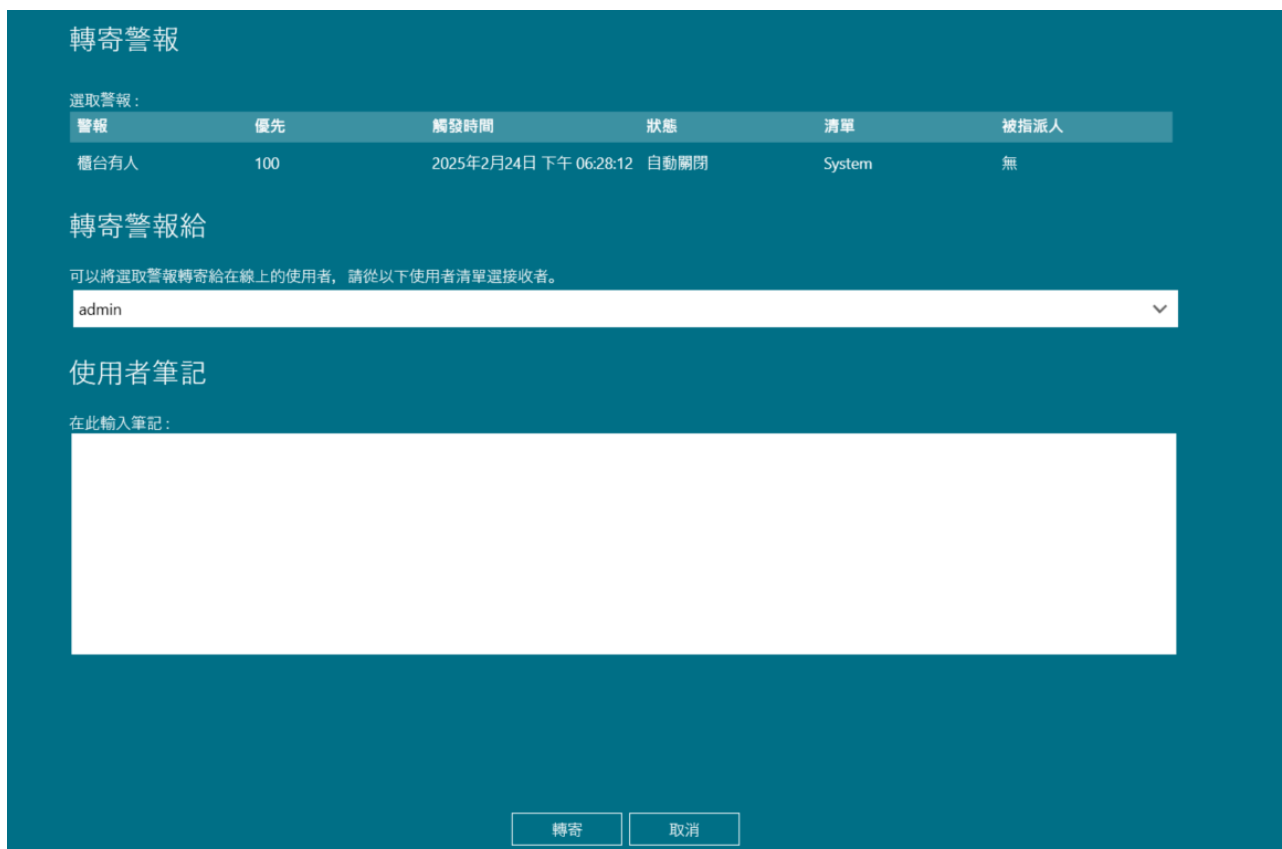 轉寄警報
選取警報 :
警報 優先 觸發時間 狀態 清單 被指派人
櫃台有人 100 2025年2月24日 下午 06:28:12 自動關閉 System 無
轉寄警報給
可以將選取警報轉寄給在線上的使用者，請從以下使用者清單選接收者。
admin
使用者筆記
在此輸入筆記 :
轉寄 取消